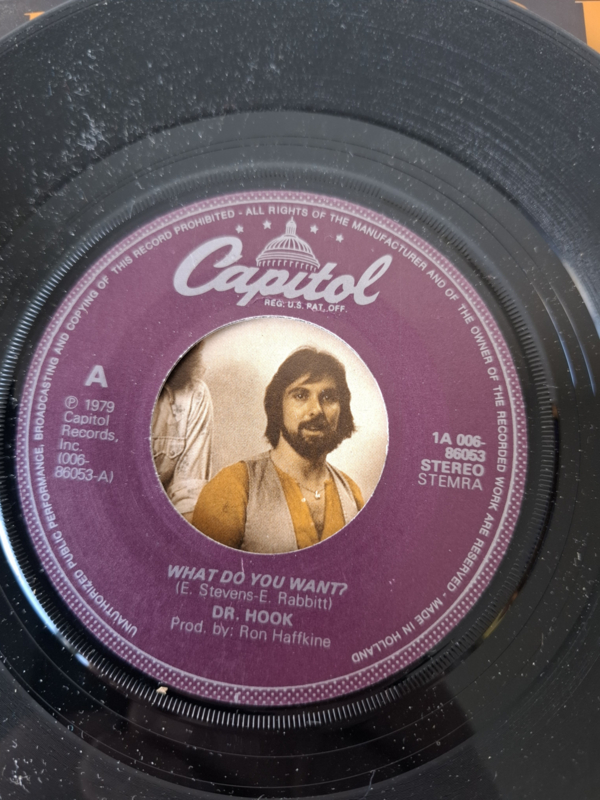 UNAUTHORIZED PUBLIC PERFORMANCE, BROADCASTING AND COPYING OF THIS RECORD PROHIBITED - ALL RIGHTS OF THE MANUFACTURER AND OF THE OWNER OF THE RECORDED WORK ARE RESERVED - MADE IN HOLLAND
Capitol
REG. U.S. PAT. OFF.
A
℗ 1979
Capitol
Records,
Inc.
(006-
86053-A)
1A 006-
86053
STEREO
STEMRA
WHAT DO YOU WANT?
(E. Stevens-E. Rabbitt)
DR. HOOK
Prod. by: Ron Haffkine